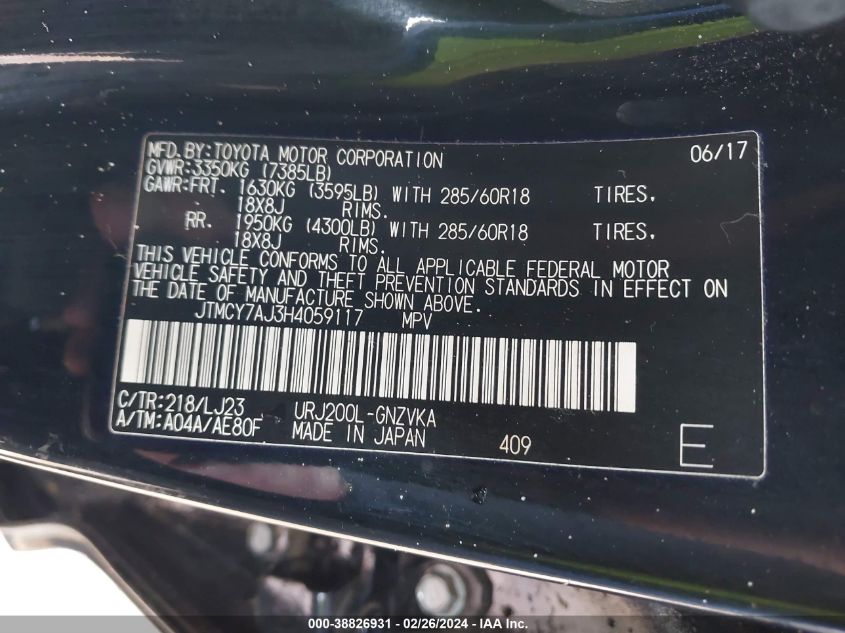 MFD. BY: TOYOTA MOTOR CORPORATION 06/17
GVWR: 3350KG (7385LB)
GAWR: FRT. 1630KG (3595LB) WITH 285/60R18 TIRES.
18X8J RIMS.
RR. 1950KG (4300LB) WITH 285/60R18 TIRES.
18X8J RIMS.
THIS VEHICLE CONFORMS TO ALL APPLICABLE FEDERAL MOTOR
VEHICLE SAFETY AND THEFT PREVENTION STANDARDS IN EFFECT ON
THE DATE OF MANUFACTURE SHOWN ABOVE.
JTMCY7AJ3H4059117 MPV
C/TR: 218/LJ23 URJ200L-GNZVKA
A/TM: A04A/AE80F MADE IN JAPAN 409 E
000-38826931 - 02/26/2024 - IAA Inc.